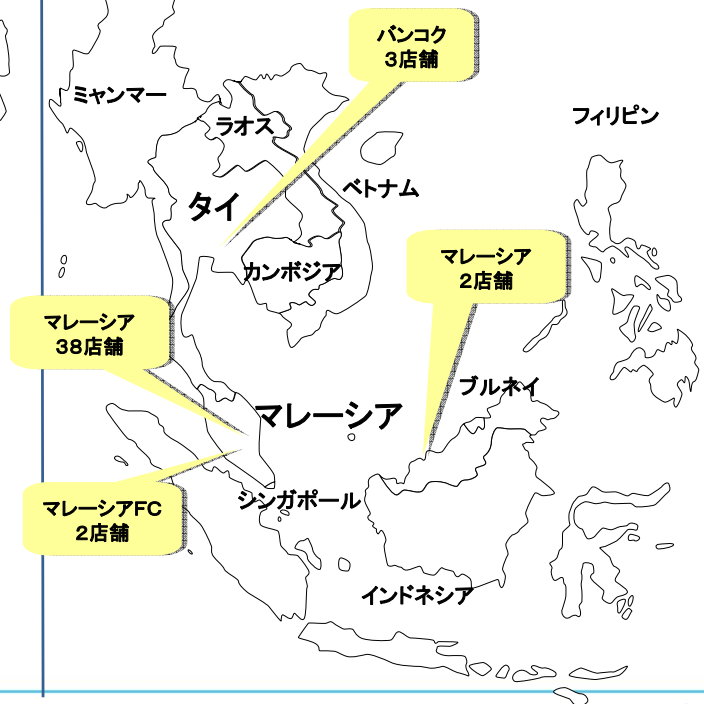 バンコク
3店舗
ミャンマー
フィリピン
ラオス
ベトナム
タイ
カンボジア
マレーシア
2店舗
マレーシア
38店舗
ブルネイ
マレーシア
シンガポール
マレーシアFC
2店舗
インドネシア